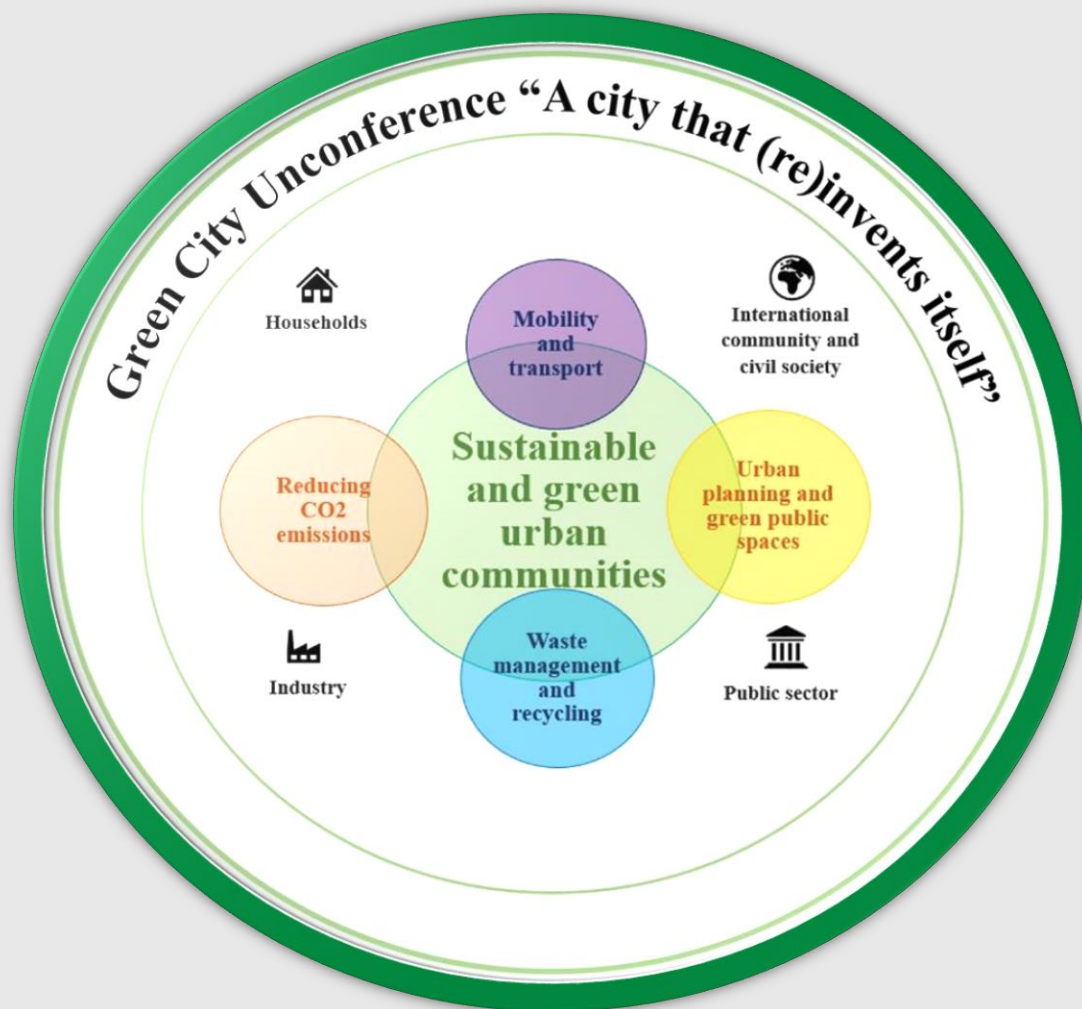 Green City Unconference “A city that (re)invents itself”
Households
Mobility
and
transport
International
community and
civil society
Reducing
CO2
emissions
Sustainable
and green
urban
communities
Urban
planning and
green public
spaces
Industry
Waste
management
and
recycling
Public sector